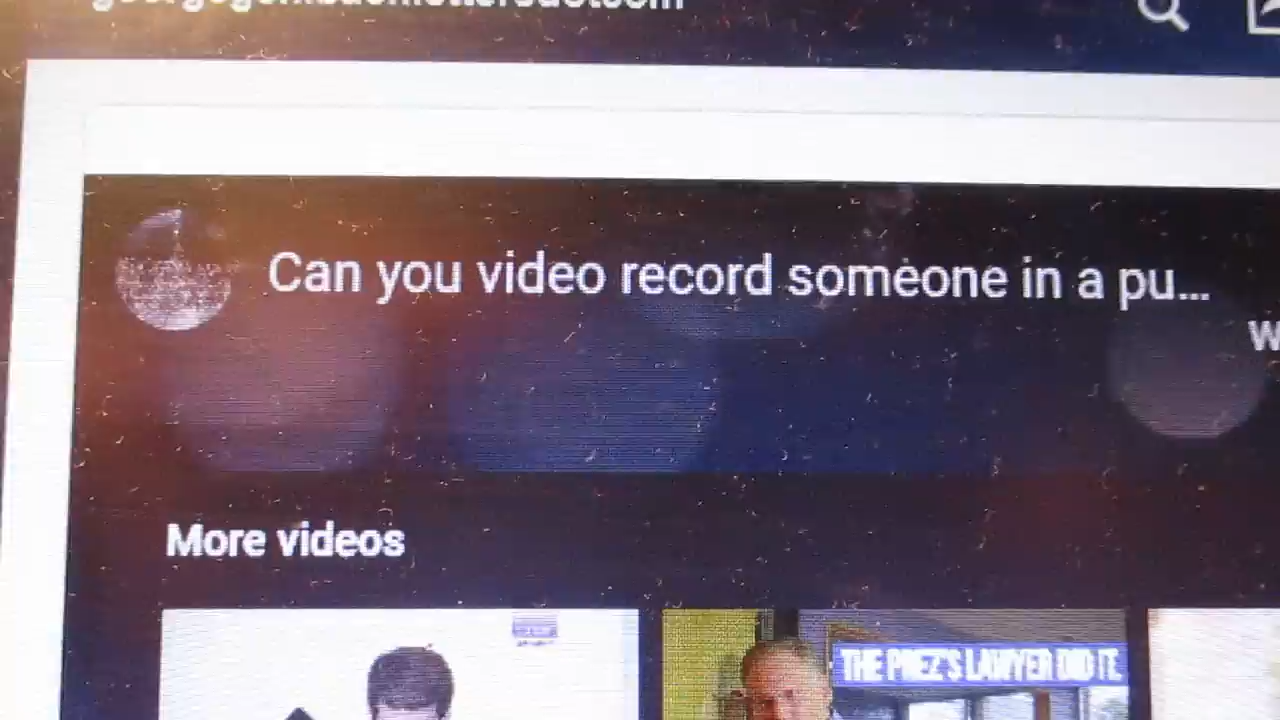 Can you video record someone in a pu...
W
More videos
THE PREZ'S LAWYER DID IT